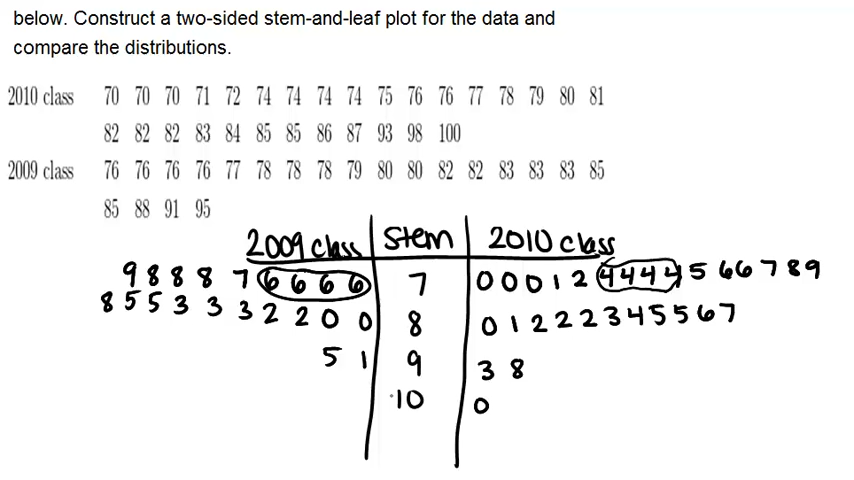 below. Construct a two-sided stem-and-leaf plot for the data and
compare the distributions.
2010 class 70 70 70 71 72 74 74 74 74 75 76 76 77 78 79 80 81
82 82 82 83 84 85 85 86 87 93 98 100
2009 class 76 76 76 76 77 78 78 78 79 80 80 82 82 83 83 83 85
85 88 91 95
2009 class Stem 2010 class
9 8 8 8 7 6 6 6 6 7 0 0 0 1 2 4 4 4 4 5 6 6 7 8 9
8 5 5 3 3 3 2 2 0 0 8 0 1 2 2 2 3 4 5 5 6 7
5 1 9 3 8
10 0